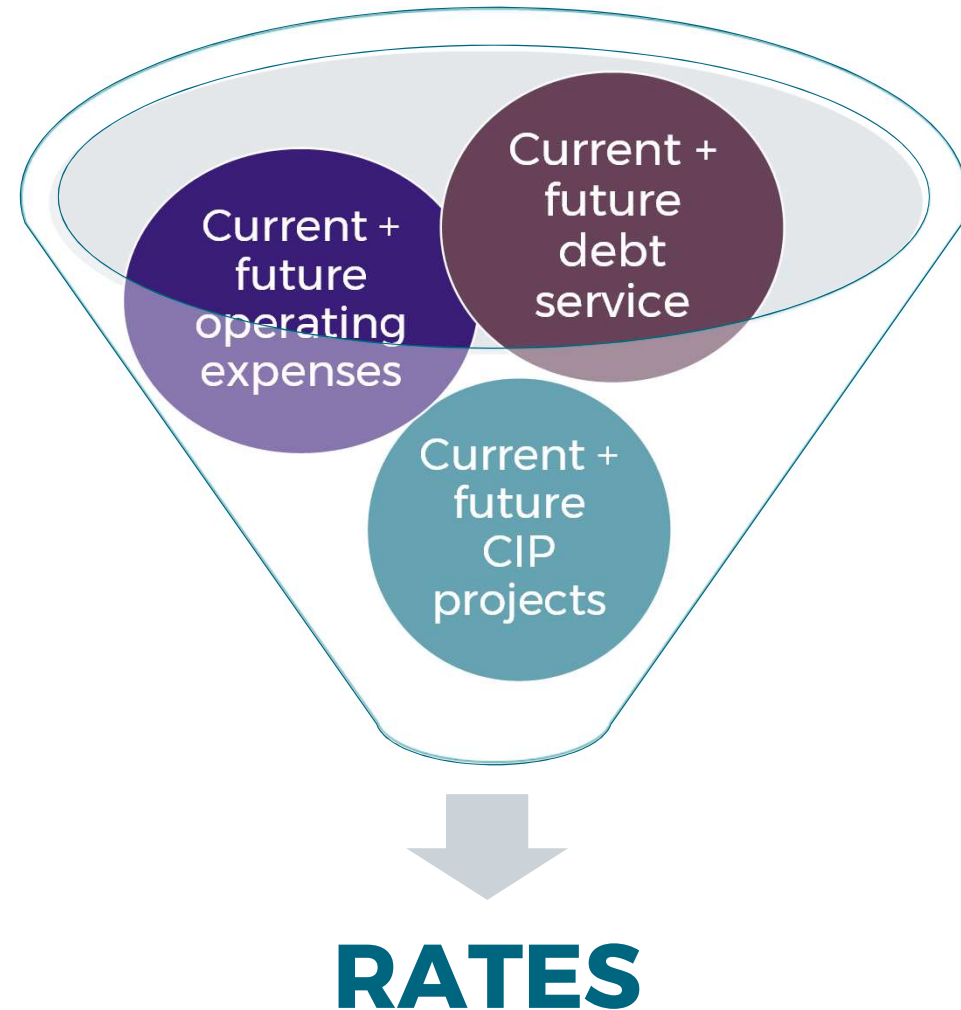 Current +
future
operating
expenses
Current +
future
debt
service
Current +
future
CIP
projects
RATES